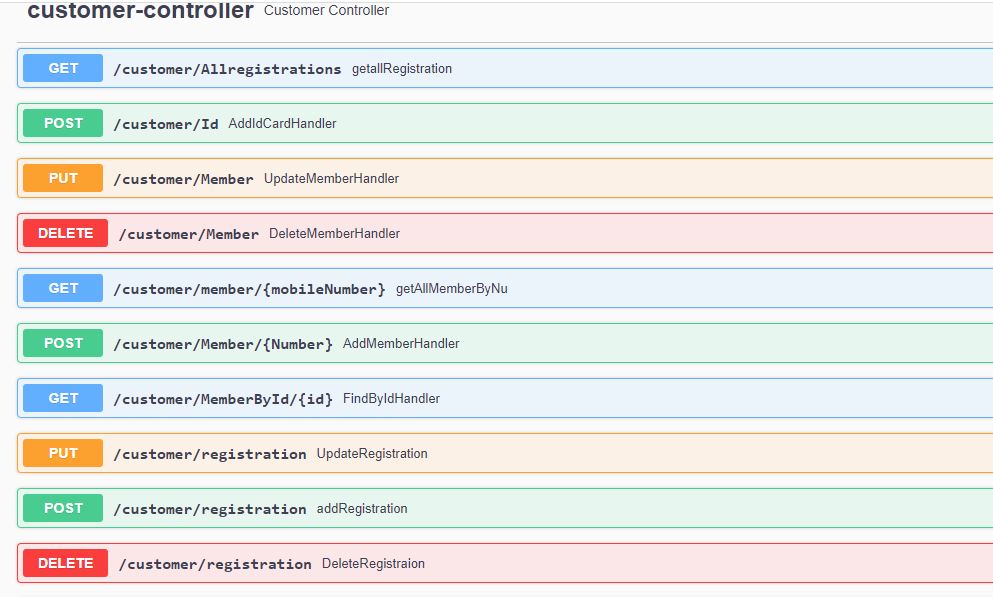 customer-controller Customer Controller
GET /customer/Allregistrations getallRegistration
POST /customer/Id AddIdCardHandler
PUT /customer/Member UpdateMemberHandler
DELETE /customer/Member DeleteMemberHandler
GET /customer/member/{mobileNumber} getAllMemberByNu
POST /customer/Member/{Number} AddMemberHandler
GET /customer/MemberById/{id} FindByIdHandler
PUT /customer/registration UpdateRegistration
POST /customer/registration addRegistration
DELETE /customer/registration DeleteRegistraion